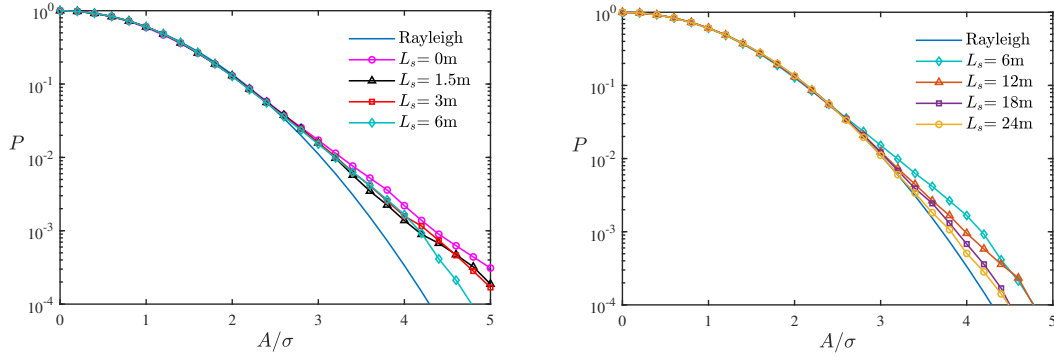 10^0
10^-1
10^-2
10^-3
10^-4
P
0 1 2 3 4 5
A/σ
Rayleigh
L_s= 0m
L_s= 1.5m
L_s= 3m
L_s= 6m
10^0
10^-1
10^-2
10^-3
10^-4
P
0 1 2 3 4 5
A/σ
Rayleigh
L_s= 6m
L_s= 12m
L_s= 18m
L_s= 24m